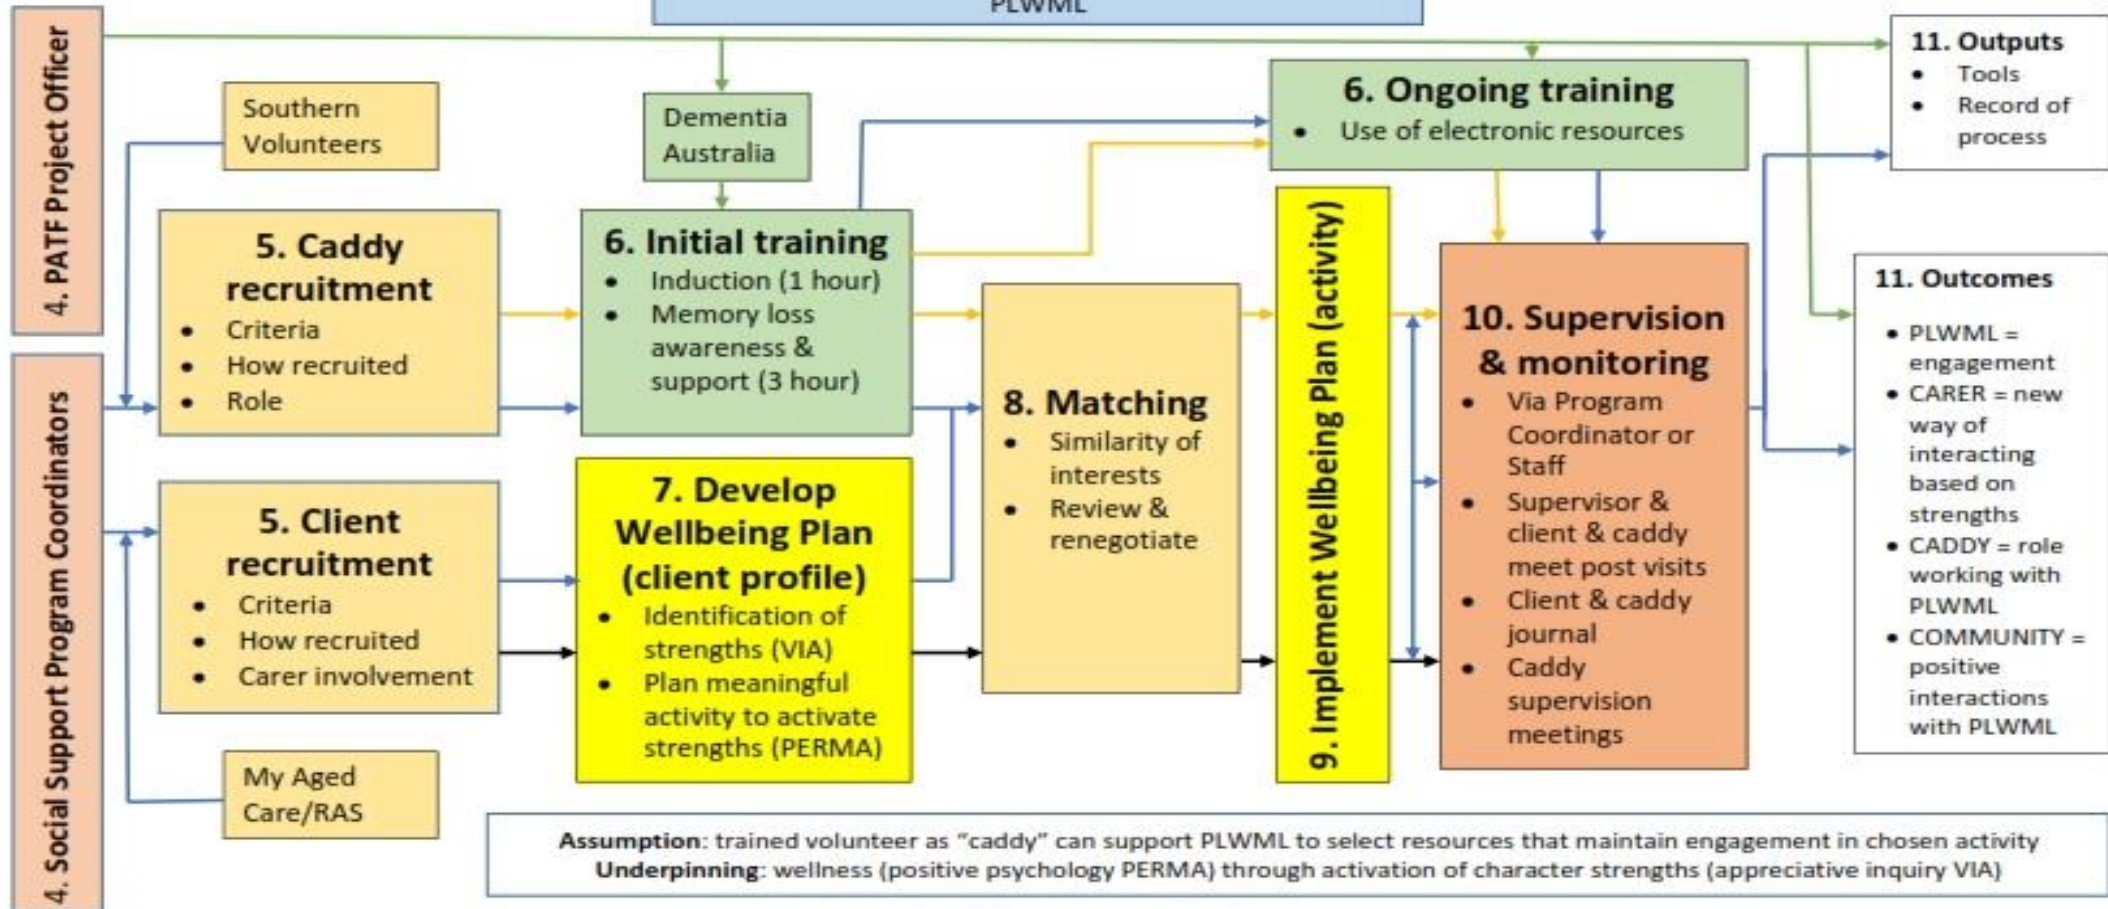 PLWML
4. PATF Project Officer
4. Social Support Program Coordinators
Southern
Volunteers
5. Caddy
recruitment
• Criteria
• How recruited
• Role
5. Client
recruitment
• Criteria
• How recruited
• Carer involvement
My Aged
Care/RAS
Dementia
Australia
6. Initial training
• Induction (1 hour)
• Memory loss
awareness &
support (3 hour)
7. Develop
Wellbeing Plan
(client profile)
• Identification of
strengths (VIA)
• Plan meaningful
activity to activate
strengths (PERMA)
8. Matching
• Similarity of
interests
• Review &
renegotiate
6. Ongoing training
• Use of electronic resources
9. Implement Wellbeing Plan (activity)
10. Supervision
& monitoring
• Via Program
Coordinator or
Staff
• Supervisor &
client & caddy
meet post visits
• Client & caddy
journal
• Caddy
supervision
meetings
11. Outputs
• Tools
• Record of
process
11. Outcomes
• PLWML =
engagement
• CARER = new
way of
interacting
based on
strengths
• CADDY = role
working with
PLWML
• COMMUNITY =
positive
interactions
with PLWML
Assumption: trained volunteer as “caddy” can support PLWML to select resources that maintain engagement in chosen activity
Underpinning: wellness (positive psychology PERMA) through activation of character strengths (appreciative inquiry VIA)